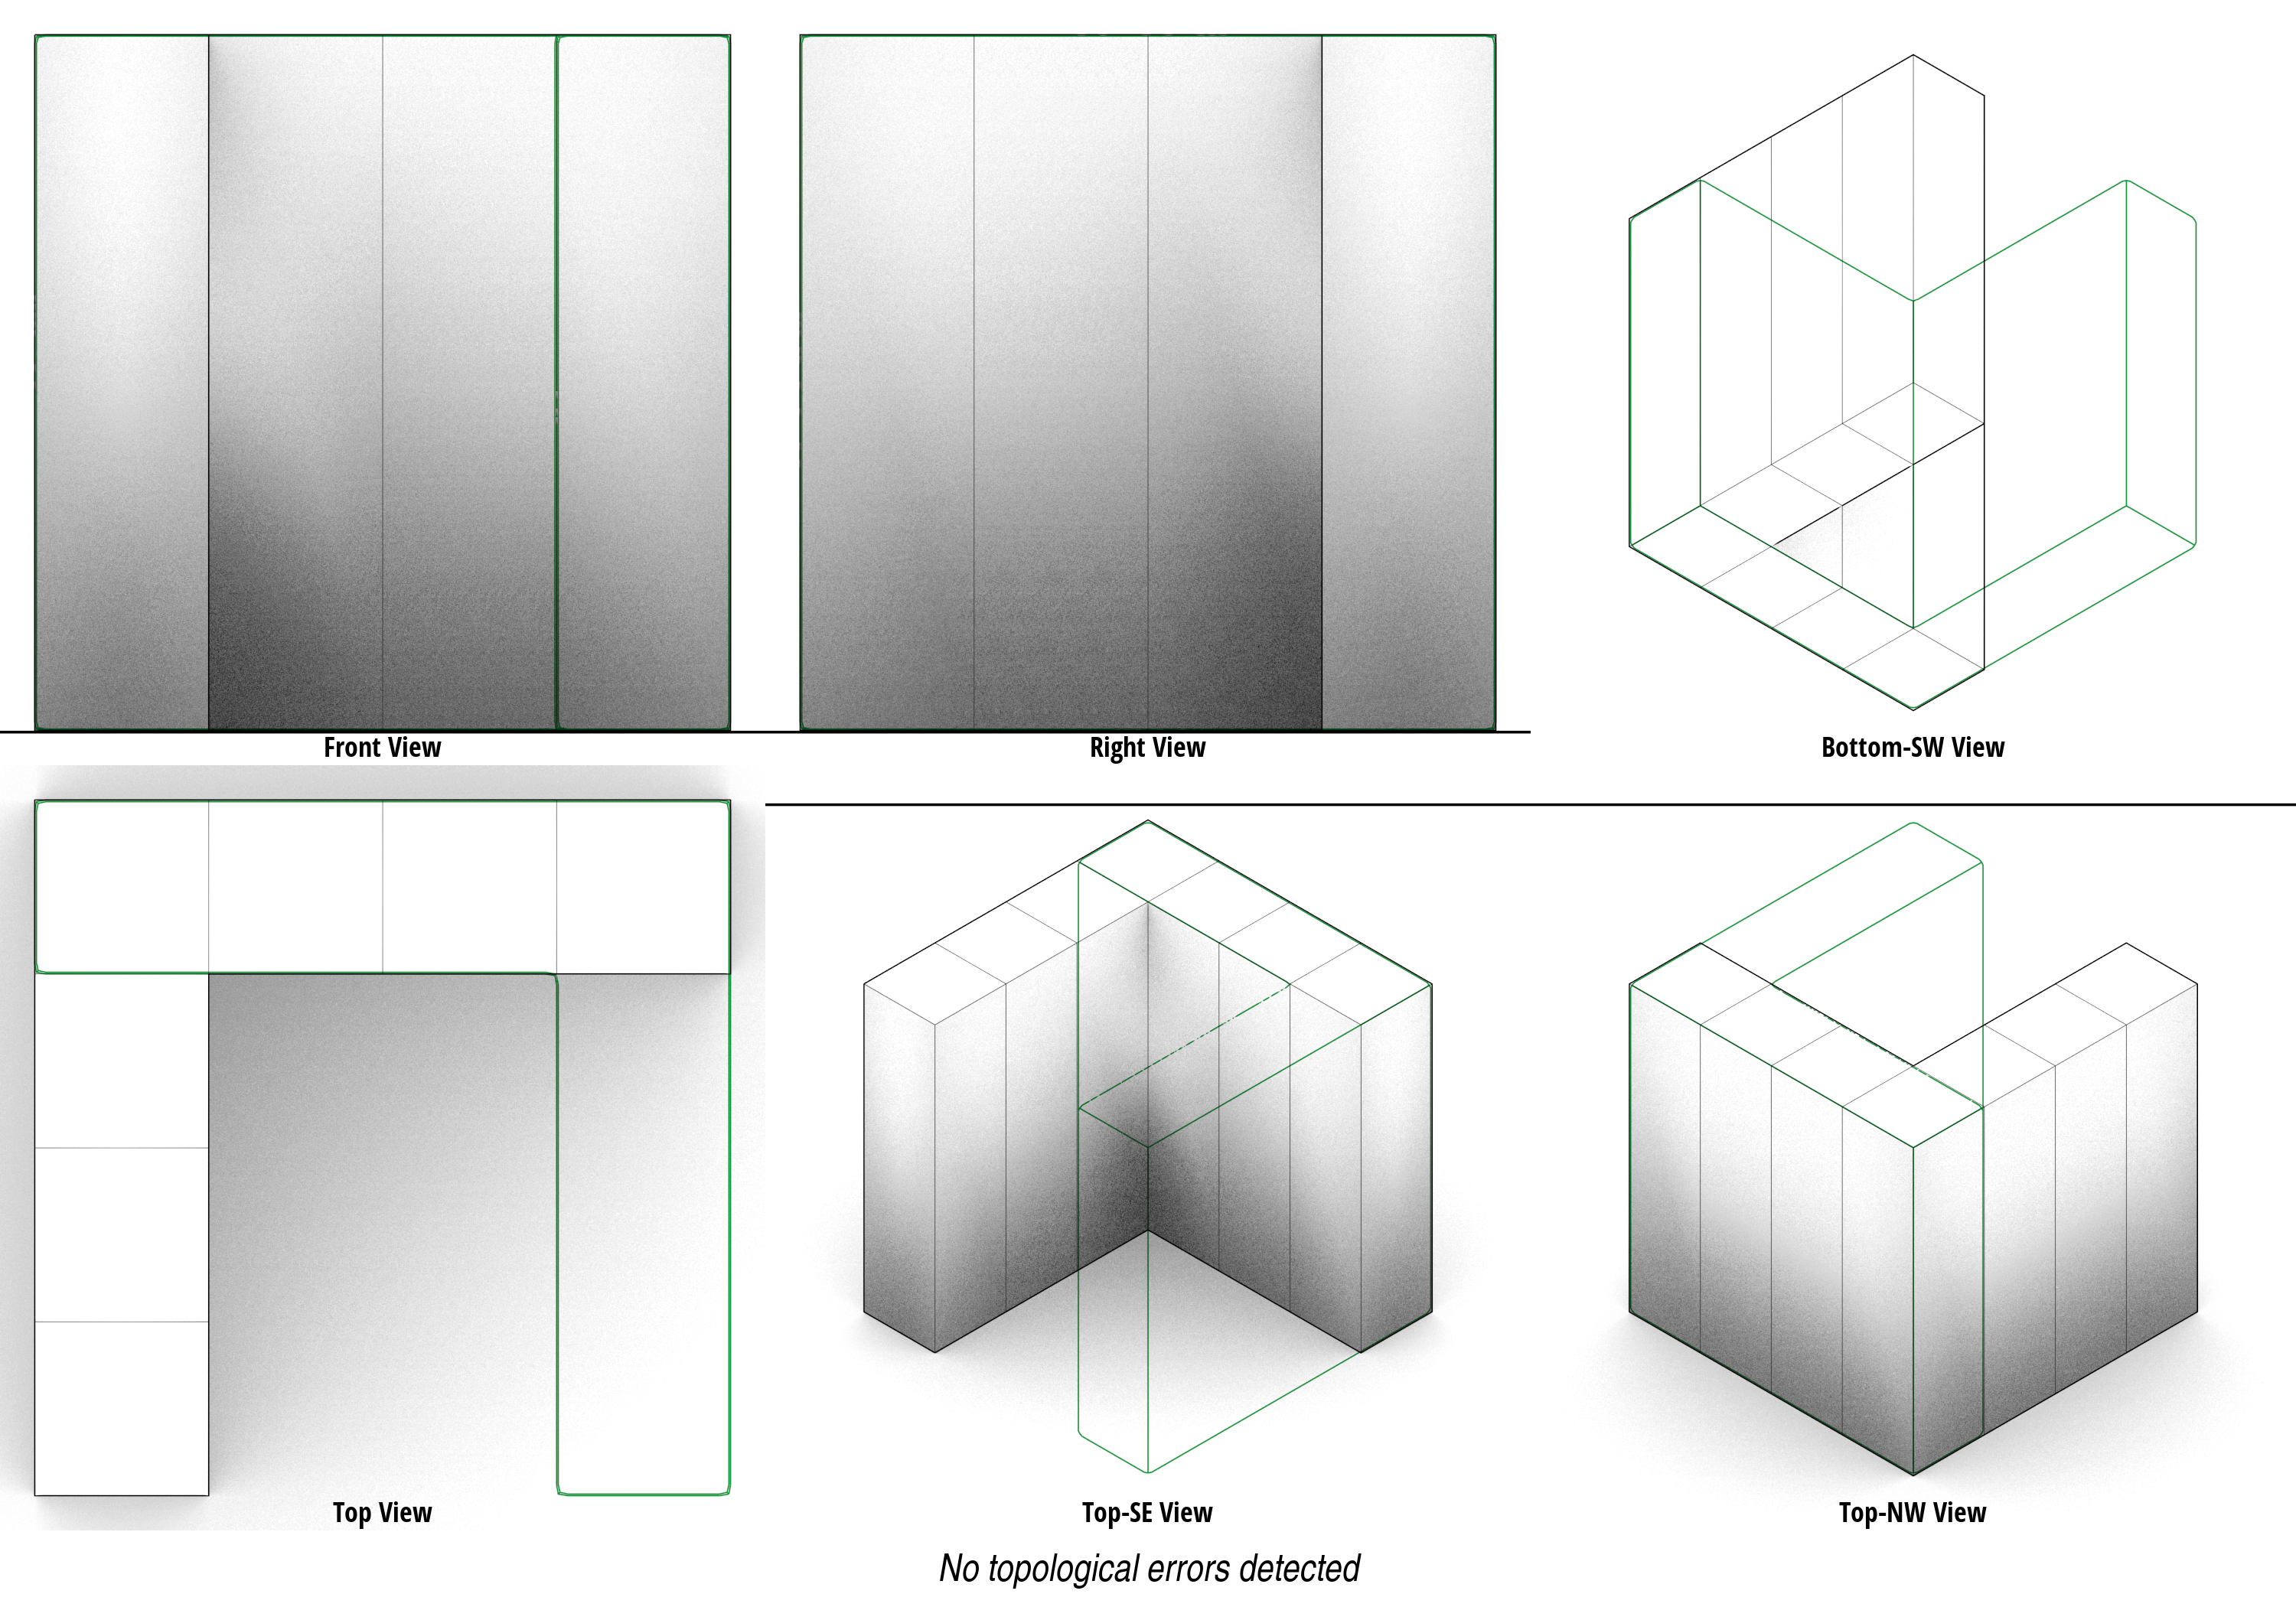 Front View
Right View
Bottom-SW View
Top View
Top-SE View
Top-NW View
No topological errors detected